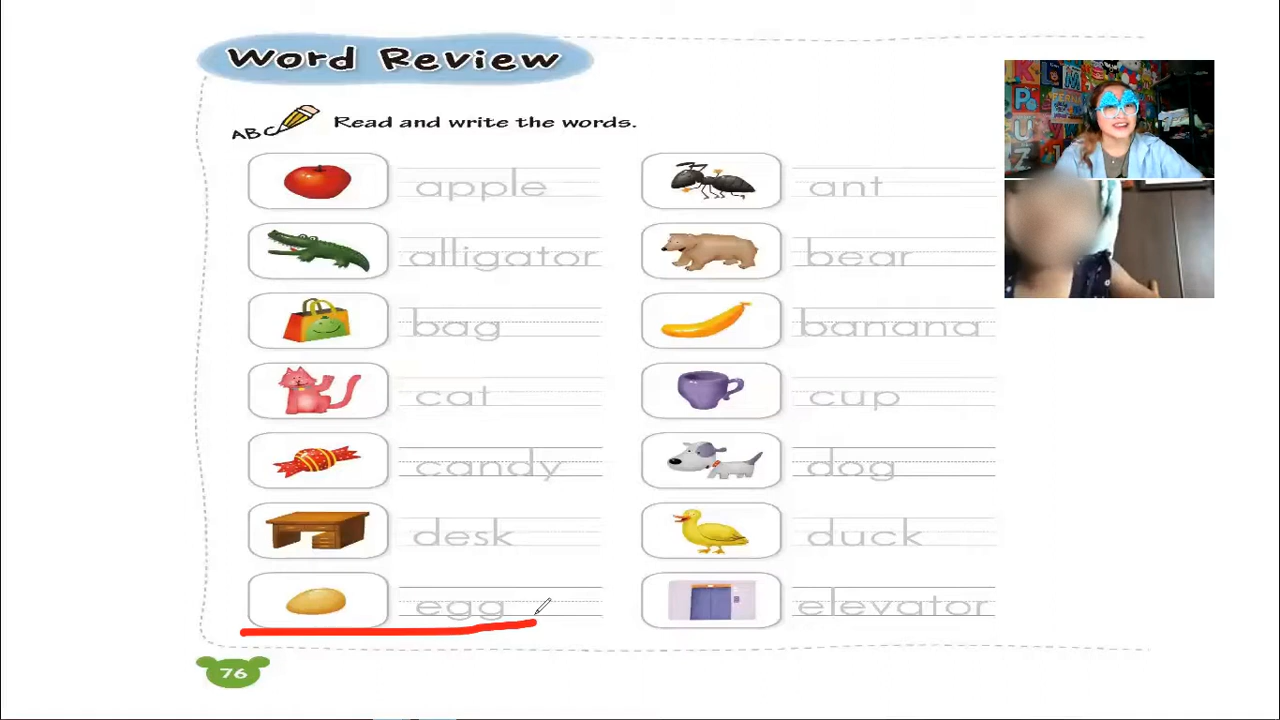 Word Review
ABC
Read and write the words.
apple
ant
alligator
bear
bag
banana
cat
cup
candy
dog
desk
duck
egg
elevator
76